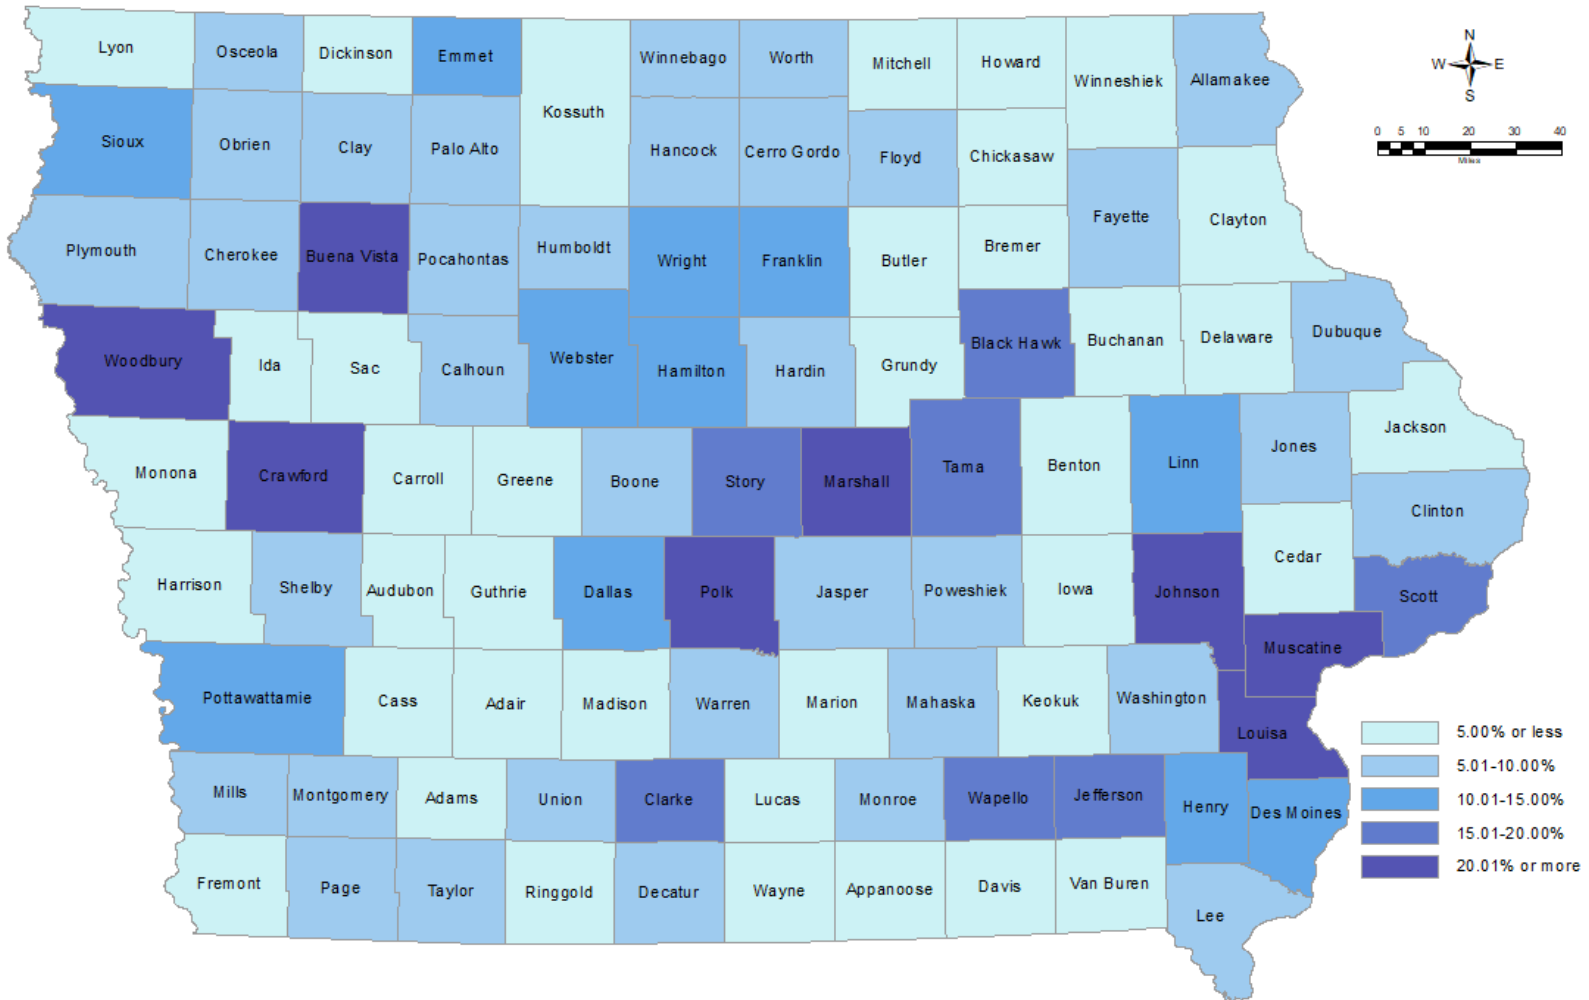 N
W E
S
0 5 10 20 30 40
Miles
Lyon
Osceola
Dickinson
Emmet
Kossuth
Winnebago
Worth
Mitchell
Howard
Winneshiek
Allamakee
Sioux
Obrien
Clay
Palo Alto
Hancock
Cerro Gordo
Floyd
Chickasaw
Fayette
Clayton
Plymouth
Cherokee
Buena Vista
Pocahontas
Humboldt
Wright
Franklin
Butler
Bremer
Woodbury
Ida
Sac
Calhoun
Webster
Hamilton
Hardin
Grundy
Black Hawk
Buchanan
Delaware
Dubuque
Monona
Crawford
Carroll
Greene
Boone
Story
Marshall
Tama
Benton
Linn
Jones
Jackson
Clinton
Harrison
Shelby
Audubon
Guthrie
Dallas
Polk
Jasper
Poweshiek
Iowa
Johnson
Cedar
Scott
Muscatine
Pottawattamie
Cass
Adair
Madison
Warren
Marion
Mahaska
Keokuk
Washington
Louisa
Mills
Montgomery
Adams
Union
Clarke
Lucas
Monroe
Wapello
Jefferson
Henry
Des Moines
Fremont
Page
Taylor
Ringgold
Decatur
Wayne
Appanoose
Davis
Van Buren
Lee
5.00% or less
5.01-10.00%
10.01-15.00%
15.01-20.00%
20.01% or more